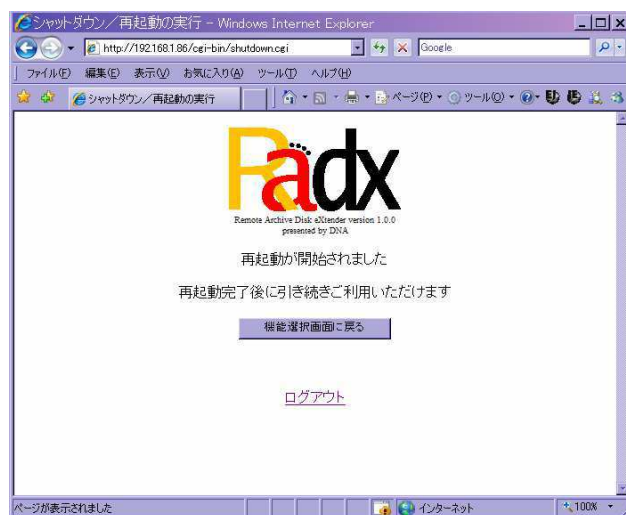 シャットダウン／再起動の実行 - Windows Internet Explorer
http://192.168.1.86/cgi-bin/shutdown.cgi
Google
ファイル(F) 編集(E) 表示(V) お気に入り(A) ツール(T) ヘルプ(H)
シャットダウン／再起動の実行
ページ(P) ツール(O)
Radx
Remote Archive Disk eXtender version 1.0.0
presented by DNA
再起動が開始されました
再起動完了後に引き続きご利用いただけます
機能選択画面に戻る
ログアウト
ページが表示されました
インターネット
100%